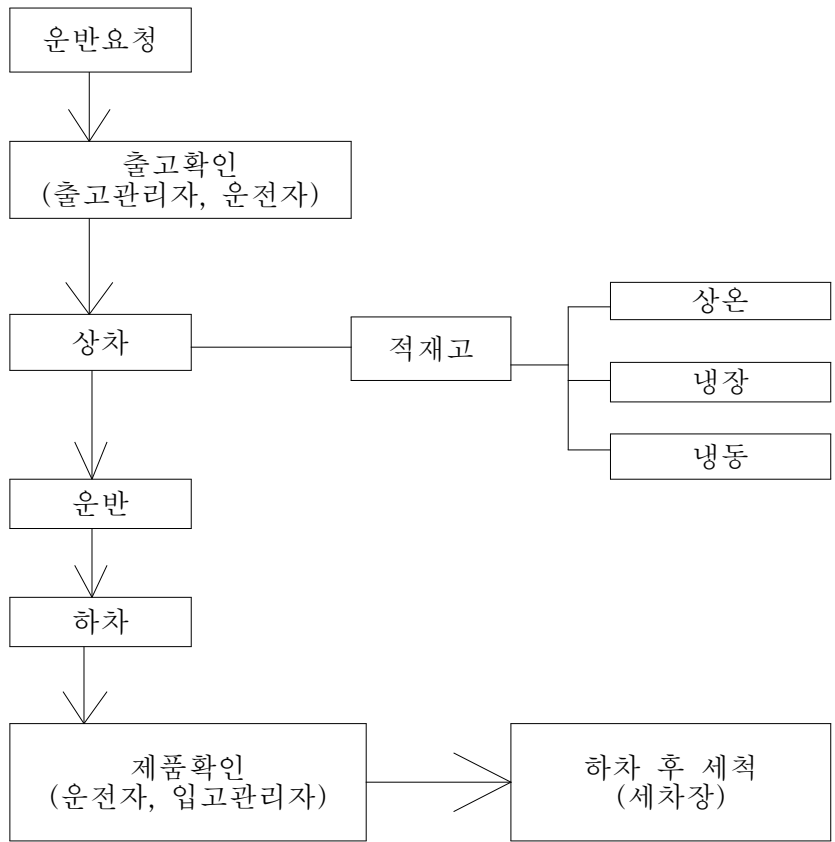 운반요청
출고확인
(출고관리자, 운전자)
상차
적재고
상온
냉장
냉동
운반
하차
제품확인
(운전자, 입고관리자)
하차 후 세척
(세차장)